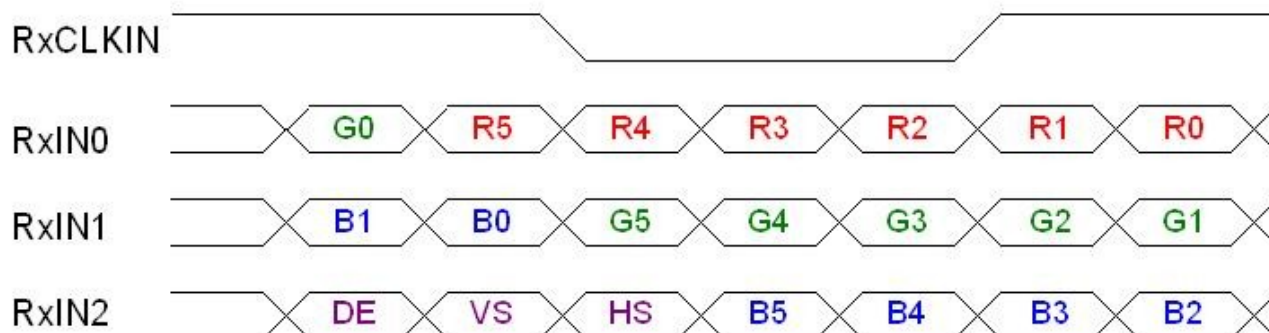 RxCLKIN
RxIN0 G0 R5 R4 R3 R2 R1 R0
RxIN1 B1 B0 G5 G4 G3 G2 G1
RxIN2 DE VS HS B5 B4 B3 B2